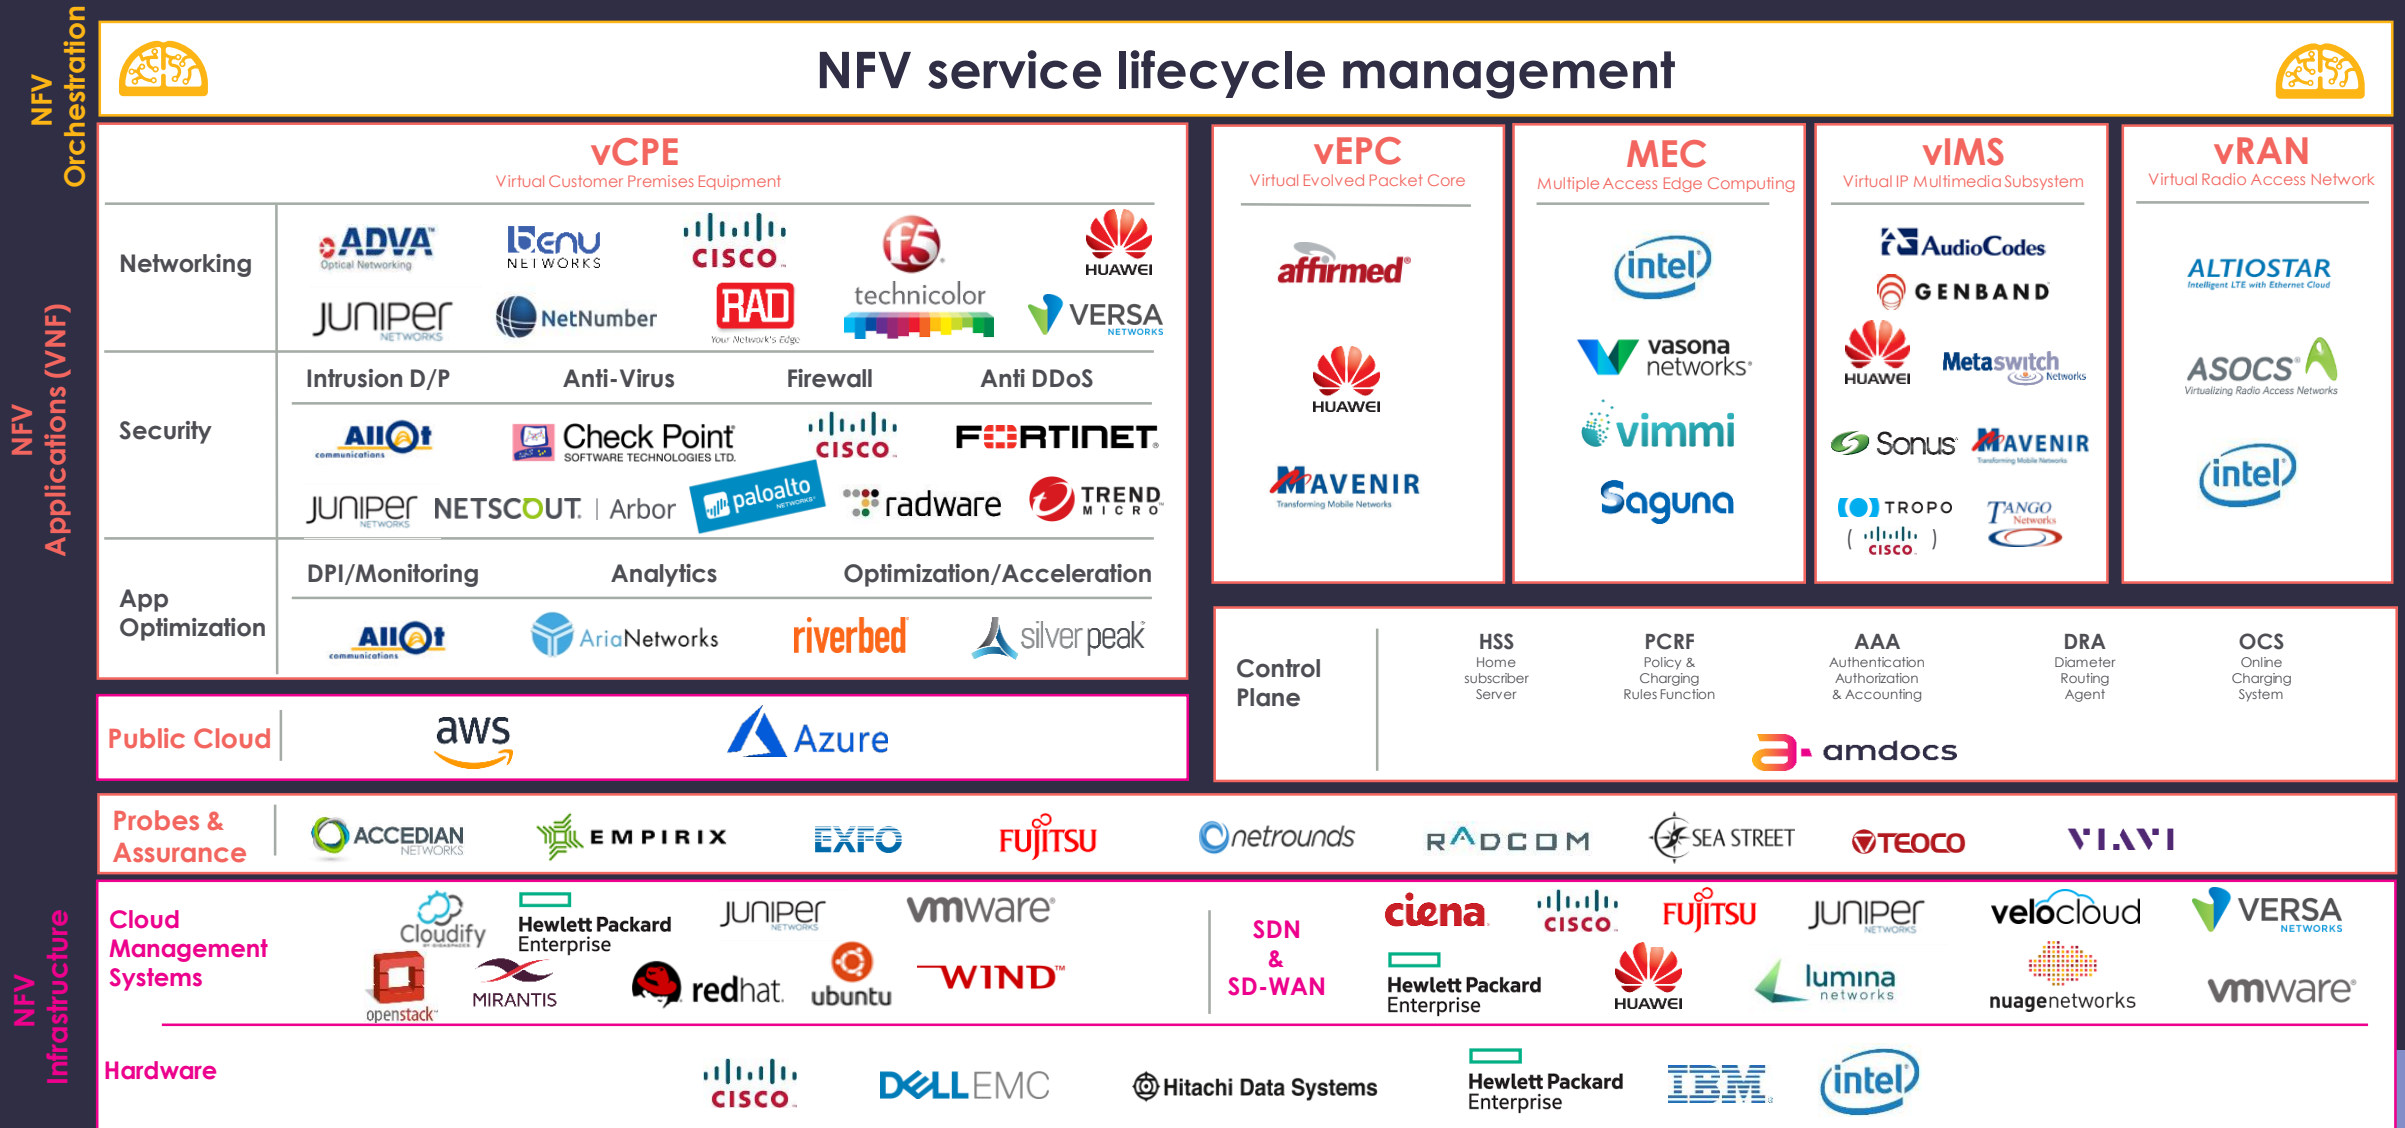 NFV
Orchestration
NFV service lifecycle management
NFV
Applications (VNF)
vCPE
Virtual Customer Premises Equipment
Networking
ADVA™
Optical Networking
benu
NETWORKS
CISCO
f5
HUAWEI
JUNIPer
NETWORKS
NetNumber
RAD
Your Network's Edge
technicolor
VERSA
NETWORKS
Security
Intrusion D/P
Anti-Virus
Firewall
Anti DDoS
Allot
communications
Check Point
SOFTWARE TECHNOLOGIES LTD.
CISCO
FORTINET
JUNIPer
NETWORKS
NETSCOUT. | Arbor
paloalto
NETWORKS
radware
TREND
MICRO
App
Optimization
DPI/Monitoring
Analytics
Optimization/Acceleration
Allot
communications
AriaNetworks
riverbed
silver peak
vEPC
Virtual Evolved Packet Core
affirmed®
HUAWEI
MAVENIR
Transforming Mobile Networks
MEC
Multiple Access Edge Computing
intel
vasona
networks
vimmi
Saguna
vIMS
Virtual IP Multimedia Subsystem
AudioCodes
GENBAND
HUAWEI
Metaswitch
Networks
Sonus
MAVENIR
Transforming Mobile Networks
TROPO
( CISCO )
TANGO
Networks
vRAN
Virtual Radio Access Network
ALTIOSTAR
Intelligent LTE with Ethernet Cloud
ASOCS
Virtualizing Radio Access Networks
intel
Control
Plane
HSS
Home
subscriber
Server
PCRF
Policy &
Charging
Rules Function
AAA
Authentication
Authorization
& Accounting
DRA
Diameter
Routing
Agent
OCS
Online
Charging
System
amdocs
Public Cloud
aws
Azure
Probes &
Assurance
ACCEDIAN
NETWORKS
EMPIRIX
EXFO
FUJITSU
netrounds
RADCOM
SEA STREET
TEOCO
VIAVI
NFV
Infrastructure
Cloud
Management
Systems
Cloudify
BY GIGASPACES
Hewlett Packard
Enterprise
JUNIPer
NETWORKS
vmware®
openstack™
MIRANTIS
redhat.
ubuntu
WIND™
SDN
&
SD-WAN
ciena
CISCO
FUJITSU
JUNIPer
NETWORKS
velocloud
VERSA
NETWORKS
Hewlett Packard
Enterprise
HUAWEI
lumina
networks
nuagenetworks
vmware®
Hardware
CISCO
DELLEMC
Hitachi Data Systems
Hewlett Packard
Enterprise
IBM
intel